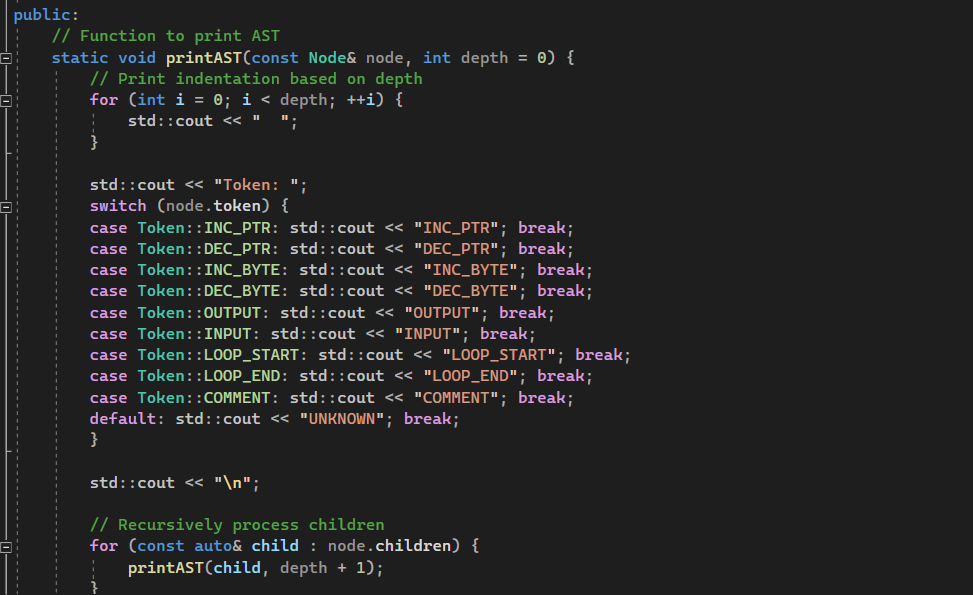 public:
    // Function to print AST
    static void printAST(const Node& node, int depth = 0) {
        // Print indentation based on depth
        for (int i = 0; i < depth; ++i) {
            std::cout << "  ";
        }

        std::cout << "Token: ";
        switch (node.token) {
        case Token::INC_PTR: std::cout << "INC_PTR"; break;
        case Token::DEC_PTR: std::cout << "DEC_PTR"; break;
        case Token::INC_BYTE: std::cout << "INC_BYTE"; break;
        case Token::DEC_BYTE: std::cout << "DEC_BYTE"; break;
        case Token::OUTPUT: std::cout << "OUTPUT"; break;
        case Token::INPUT: std::cout << "INPUT"; break;
        case Token::LOOP_START: std::cout << "LOOP_START"; break;
        case Token::LOOP_END: std::cout << "LOOP_END"; break;
        case Token::COMMENT: std::cout << "COMMENT"; break;
        default: std::cout << "UNKNOWN"; break;
        }

        std::cout << "\n";

        // Recursively process children
        for (const auto& child : node.children) {
            printAST(child, depth + 1);
        }